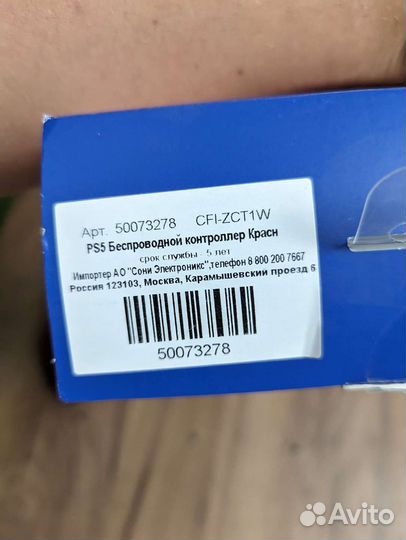 Арт. 50073278 CFI-ZCT1W
PS5 Беспроводной контроллер Красн
срок службы - 5 лет
Импортер АО "Сони Электроникс",телефон 8 800 200 7667
Россия 123103, Москва, Карамышевский проезд 6
50073278
Avito